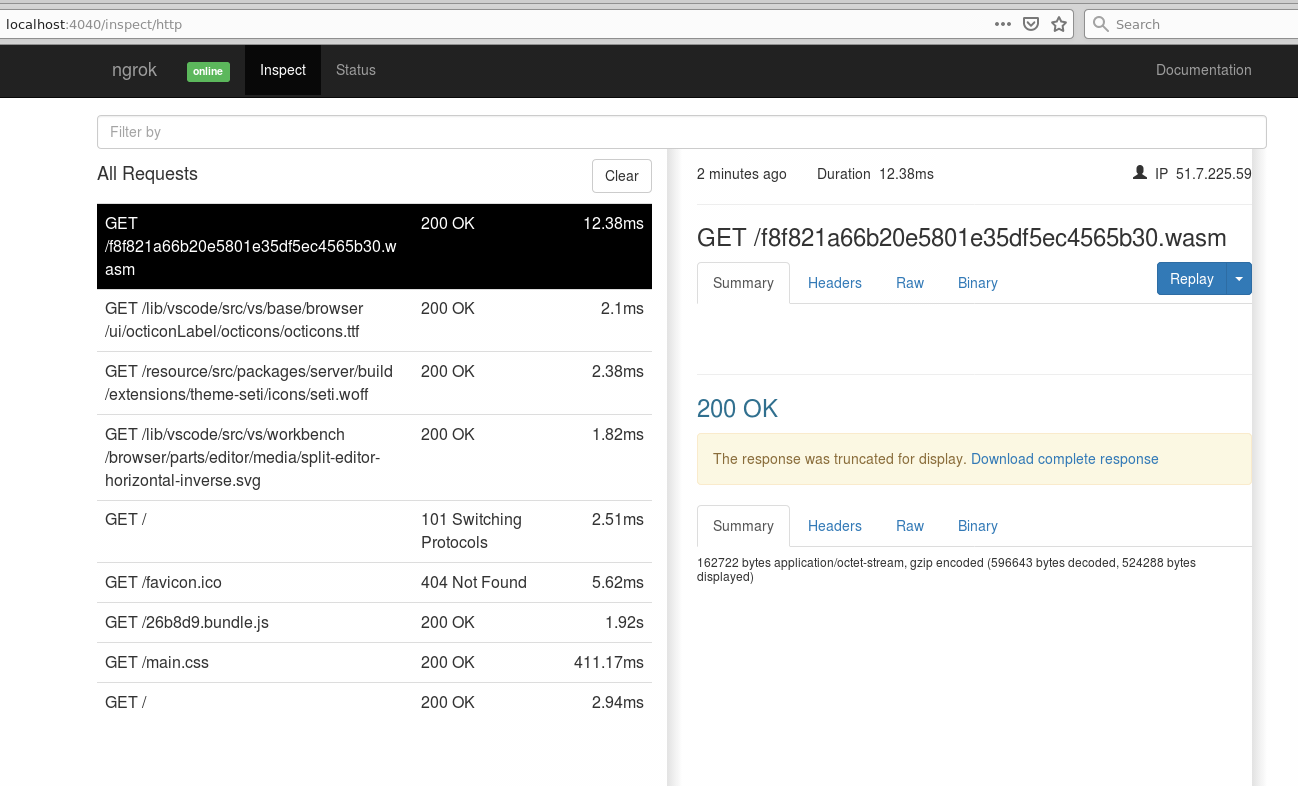 localhost:4040/inspect/http
Search
ngrok online Inspect Status Documentation
Filter by
All Requests Clear
GET 200 OK 12.38ms
/f8f821a66b20e5801e35df5ec4565b30.w
asm
GET /lib/vscode/src/vs/base/browser 200 OK 2.1ms
/ui/octiconLabel/octicons/octicons.ttf
GET /resource/src/packages/server/build 200 OK 2.38ms
/extensions/theme-seti/icons/seti.woff
GET /lib/vscode/src/vs/workbench 200 OK 1.82ms
/browser/parts/editor/media/split-editor-
horizontal-inverse.svg
GET / 101 Switching 2.51ms
Protocols
GET /favicon.ico 404 Not Found 5.62ms
GET /26b8d9.bundle.js 200 OK 1.92s
GET /main.css 200 OK 411.17ms
GET / 200 OK 2.94ms
2 minutes ago Duration 12.38ms IP 51.7.225.59
GET /f8f821a66b20e5801e35df5ec4565b30.wasm
Summary Headers Raw Binary Replay
200 OK
The response was truncated for display. Download complete response
Summary Headers Raw Binary
162722 bytes application/octet-stream, gzip encoded (596643 bytes decoded, 524288 bytes
displayed)